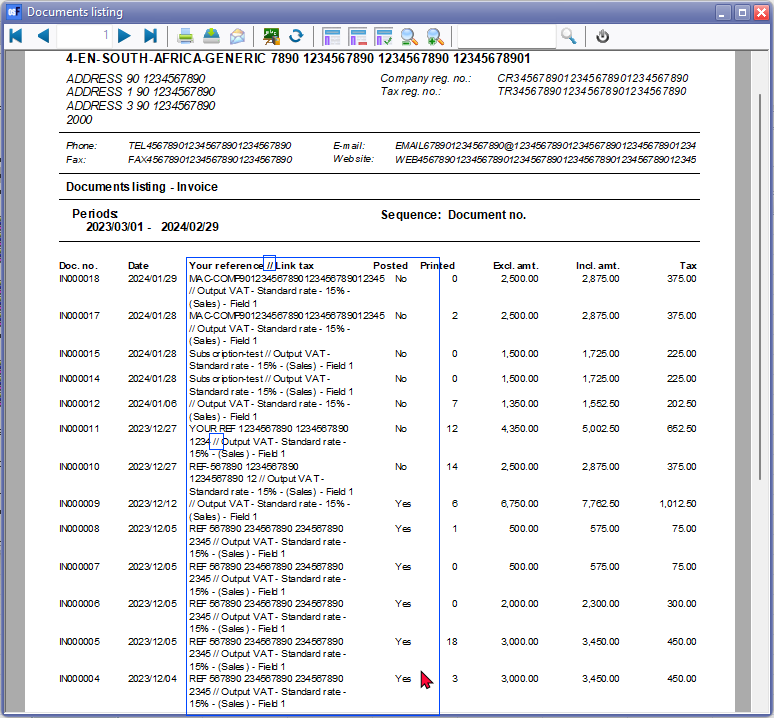 Documents listing
1
4-EN-SOUTH-AFRICA-GENERIC 7890 1234567890 1234567890 12345678901
ADDRESS 90 1234567890 Company reg. no.: CR345678901234567890123456789​0
ADDRESS 1 90 1234567890 Tax reg. no.: TR3456789012345678901234567890
ADDRESS 3 90 1234567890
2000
Phone: TEL456789012345678901234567890 E-mail: EMAIL678901234567890@1234567890123456789012​34
Fax: FAX456789012345678901234567890 Website: WEB45678901234567890123456789012345678901​2345
Documents listing - Invoice
Periods: Sequence: Document no.
2023/03/01 - 2024/02/29
Doc. no. Date Your reference // Link tax Posted Printed Excl. amt. Incl. amt. Tax
IN000018 2024/01/29 MAC-COMP901234567890123456789012345 No 0 2,500.00 2,875.00 375.00
// Output VAT - Standard rate - 15% -
(Sales) - Field 1
IN000017 2024/01/28 MAC-COMP901234567890123456789012345 No 2 2,500.00 2,875.00 375.00
// Output VAT - Standard rate - 15% -
(Sales) - Field 1
IN000015 2024/01/28 Subscription-test // Output VAT - No 0 1,500.00 1,725.00 225.00
Standard rate - 15% - (Sales) - Field 1
IN000014 2024/01/28 Subscription-test // Output VAT - No 0 1,500.00 1,725.00 225.00
Standard rate - 15% - (Sales) - Field 1
IN000012 2024/01/06 // Output VAT - Standard rate - 15% - No 7 1,350.00 1,552.50 202.50
(Sales) - Field 1
IN000011 2023/12/27 YOUR REF 1234567890 1234567890 No 12 4,350.00 5,002.50 652.50
1234 // Output VAT - Standard rate -
15% - (Sales) - Field 1
IN000010 2023/12/27 REF-567890 1234567890 No 14 2,500.00 2,875.00 375.00
1234567890 12 // Output VAT -
Standard rate - 15% - (Sales) - Field 1
IN000009 2023/12/12 // Output VAT - Standard rate - 15% - Yes 6 6,750.00 7,762.50 1,012.50
(Sales) - Field 1
IN000008 2023/12/05 REF 567890 234567890 234567890 Yes 1 500.00 575.00 75.00
2345 // Output VAT - Standard rate -
15% - (Sales) - Field 1
IN000007 2023/12/05 REF 567890 234567890 234567890 Yes 0 500.00 575.00 75.00
2345 // Output VAT - Standard rate -
15% - (Sales) - Field 1
IN000006 2023/12/05 REF 567890 234567890 234567890 Yes 0 2,000.00 2,300.00 300.00
2345 // Output VAT - Standard rate -
15% - (Sales) - Field 1
IN000005 2023/12/05 REF 567890 234567890 234567890 Yes 18 3,000.00 3,450.00 450.00
2345 // Output VAT - Standard rate -
15% - (Sales) - Field 1
IN000004 2023/12/04 REF 567890 234567890 234567890 Yes 3 3,000.00 3,450.00 450.00
2345 // Output VAT - Standard rate -
15% - (Sales) - Field 1